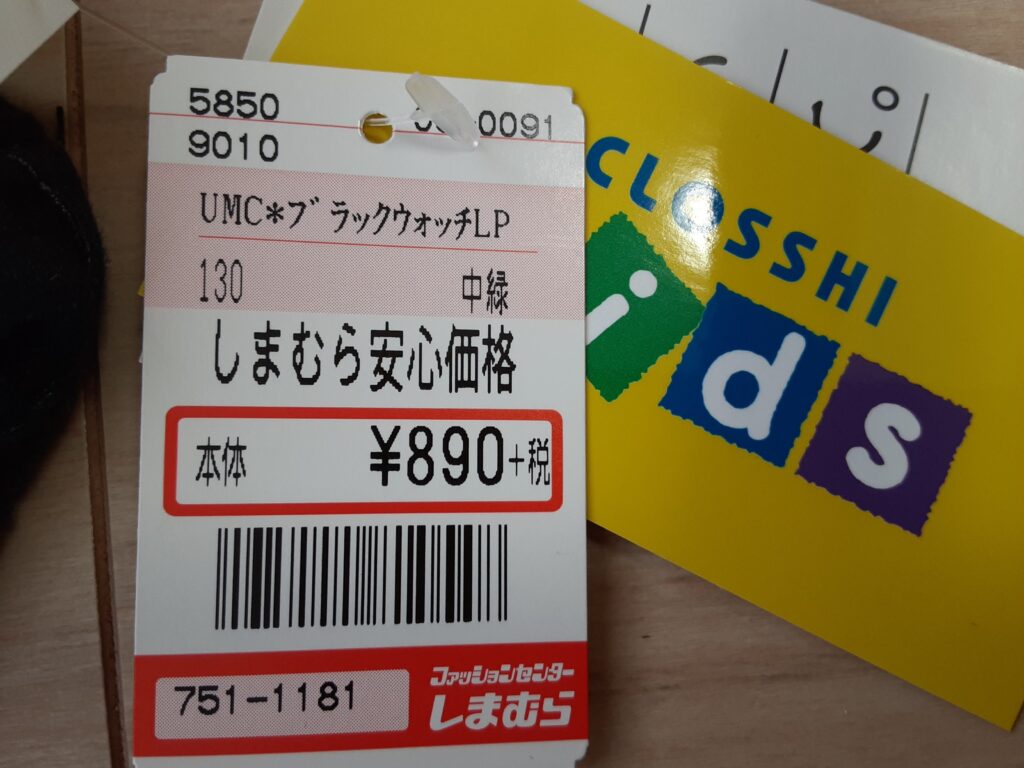 5850
0091
9010
UMC*ブラックウォッチLP
130 中緑
しまむら安心価格
本体 ¥890+税
751-1181
ファッションセンター
しまむら
CLOSSHI
ids